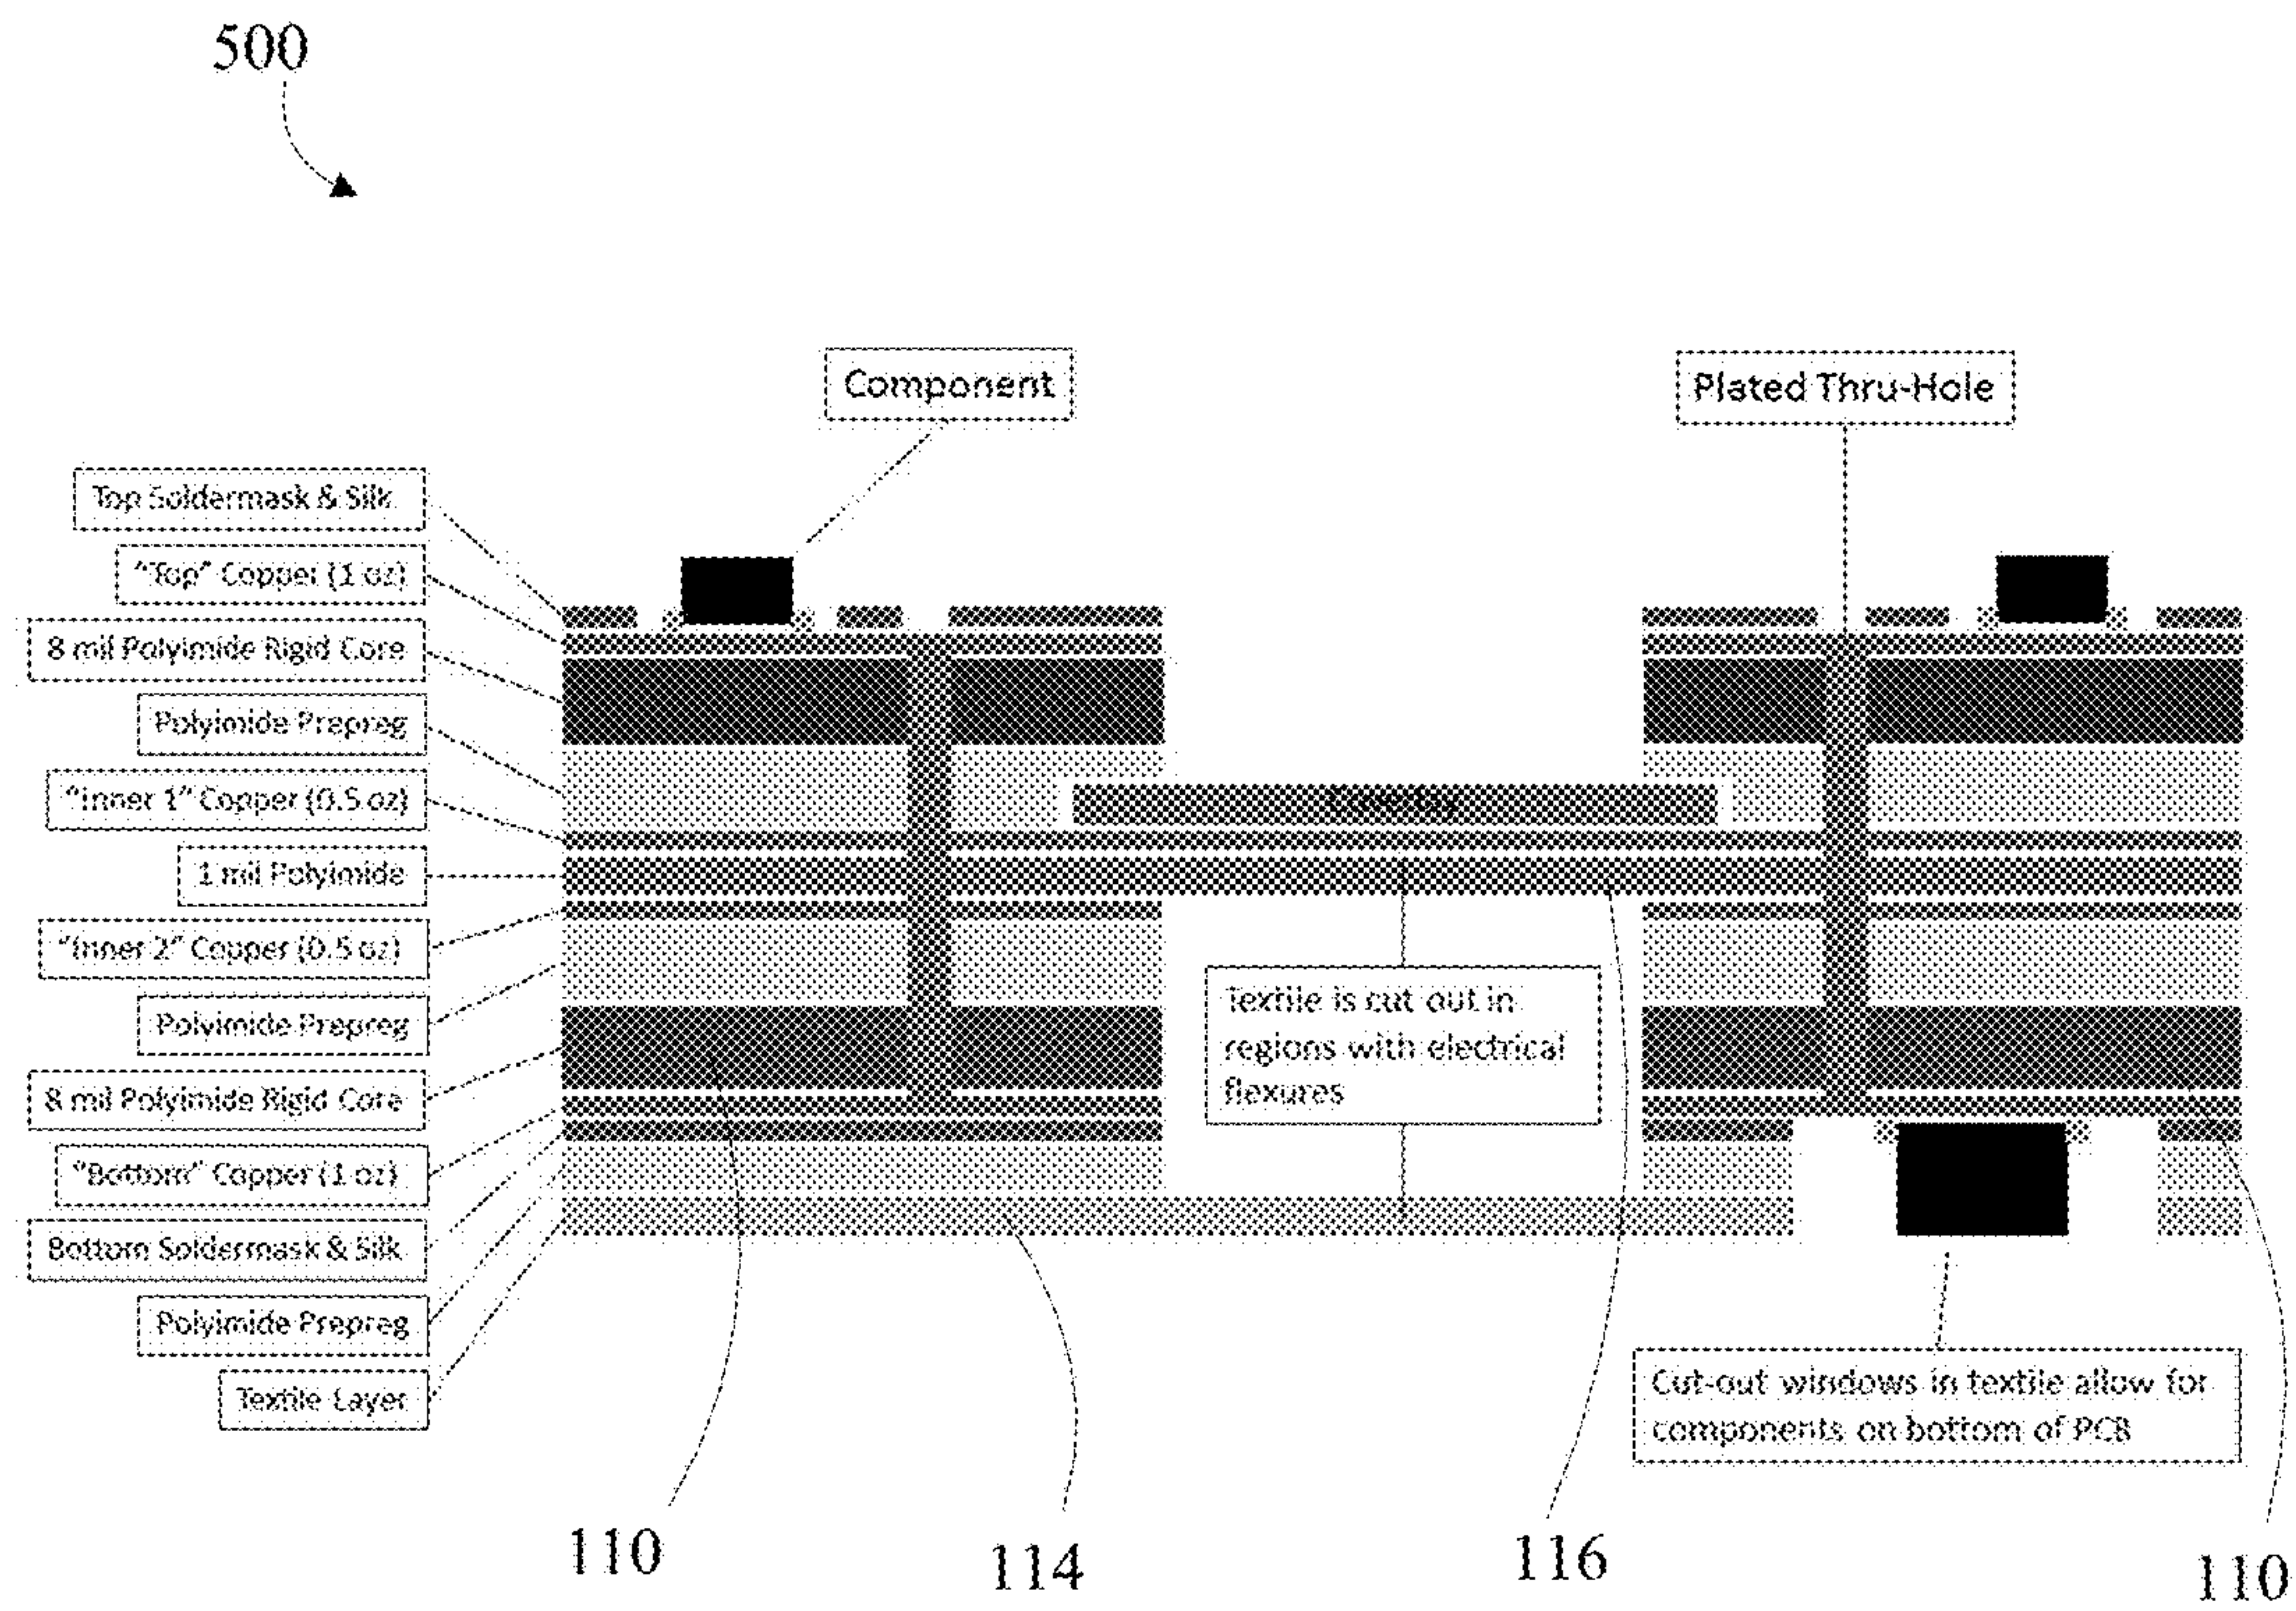 500
Component
Plated Thru-Hole
Top Soldermask & Silk
"Top" Copper (1 oz)
8 mil Polyimide Rigid Core
Polyimide Prepreg
"Inner 1" Copper (0.5 oz)
1 mil Polyimide
"Inner 2" Copper (0.5 oz)
Polyimide Prepreg
8 mil Polyimide Rigid Core
"Bottom" Copper (1 oz)
Bottom Soldermask & Silk
Polyimide Prepreg
Textile Layer
Coverlay
Textile is cut out in
regions with electrical
flexures
Cut-out windows in textile allow for
components on bottom of PCB
110
114
116
110